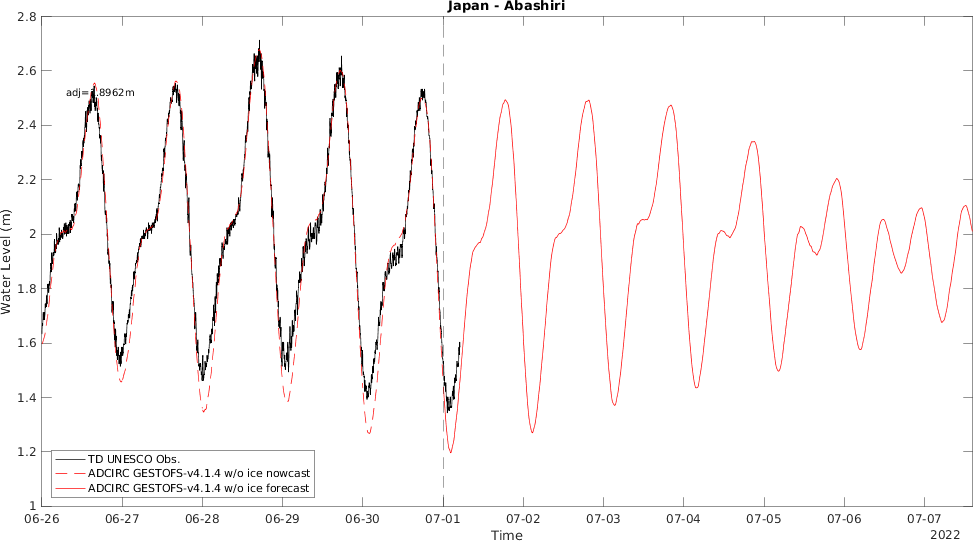 Japan - Abashiri
2.8
2.6
2.4
2.2
2
1.8
1.6
1.4
1.2
1
Water Level (m)
8962m
TD UNESCO Obs.
ADCIRC GESTOFS-v4.1.4 w/o ice nowcast
ADCIRC GESTOFS-v4.1.4 w/o ice forecast
06-26 06-27 06-28 06-29 06-30 07-01 07-02 07-03 07-04 07-05 07-06 07-07
Time
2022